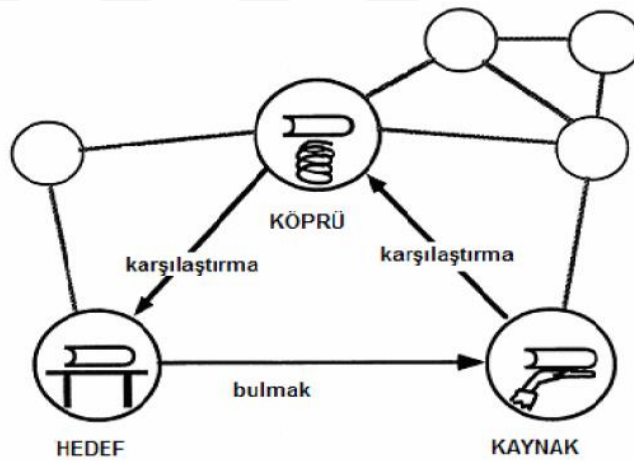 KÖPRÜ
karşılaştırma
karşılaştırma
bulmak
HEDEF
KAYNAK